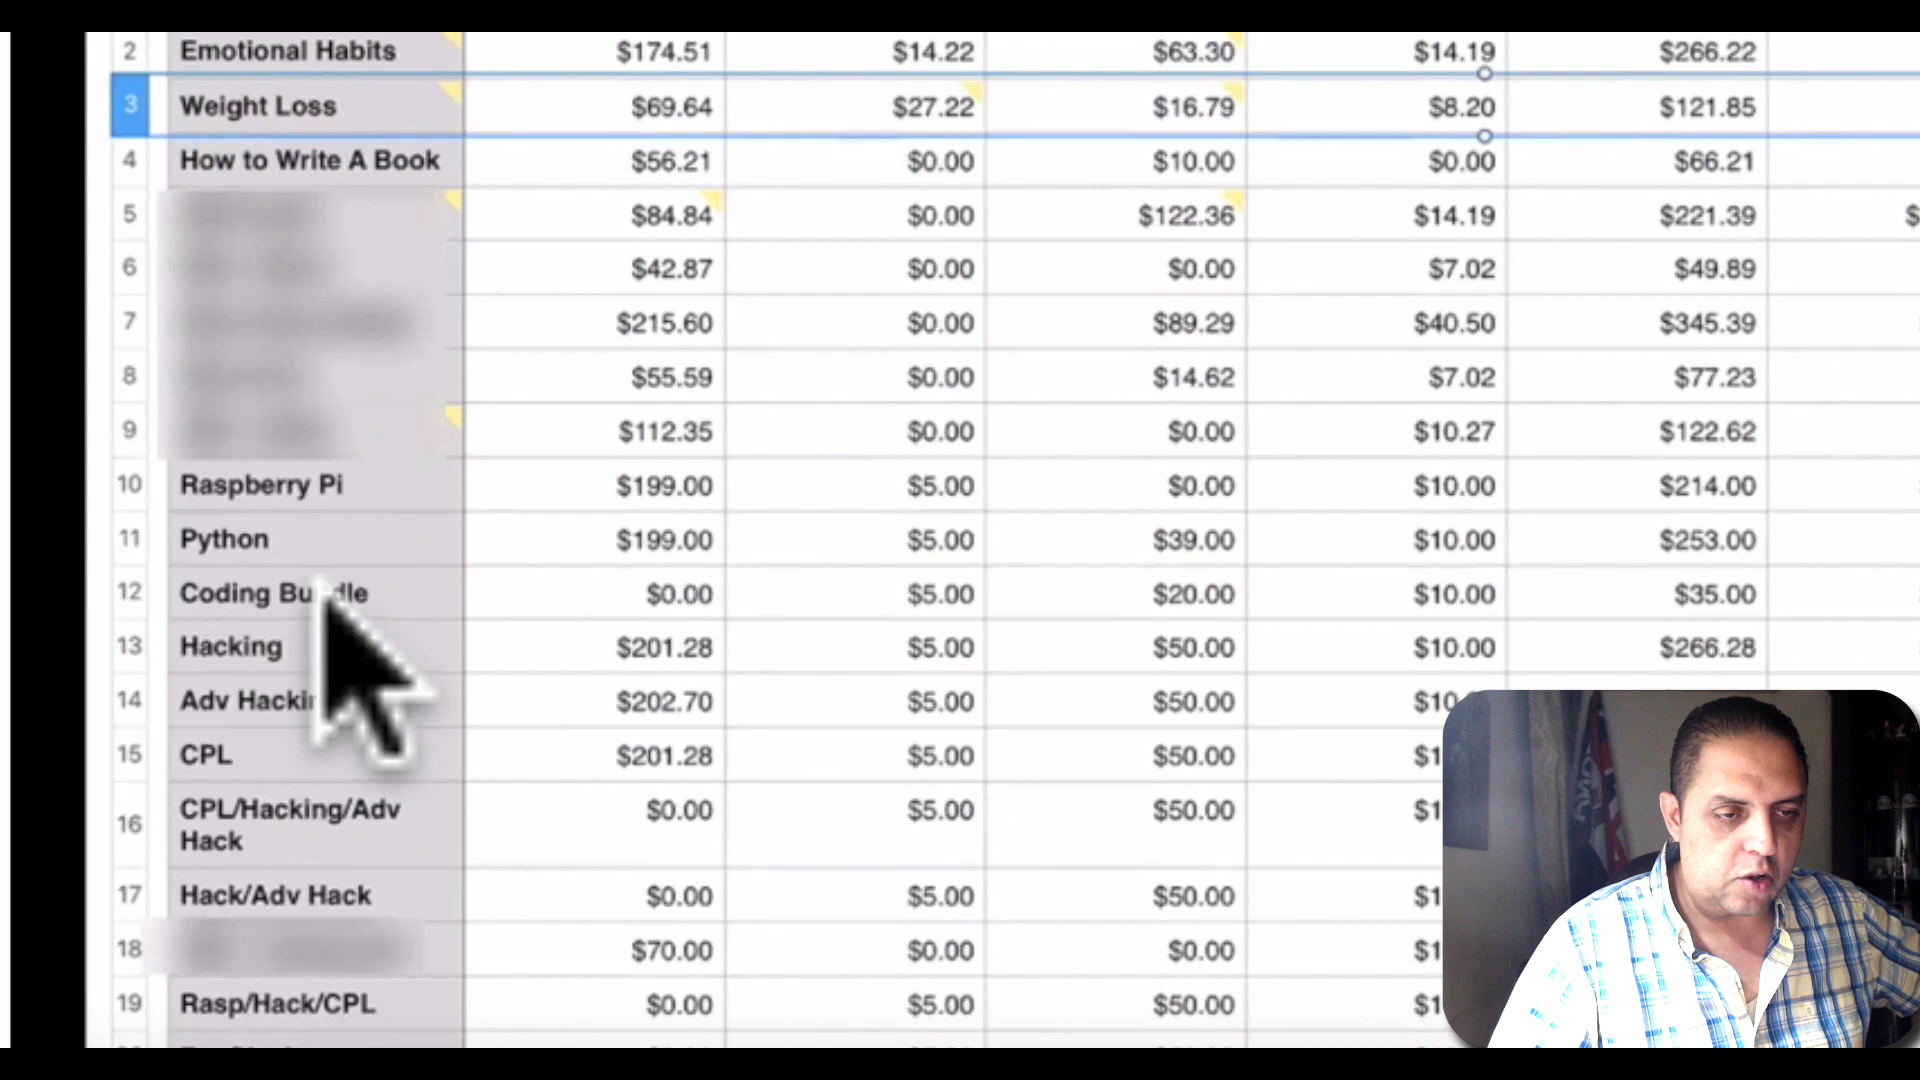 2 Emotional Habits $174.51 $14.22 $63.30 $14.19 $266.22
3 Weight Loss $69.64 $27.22 $16.79 $8.20 $121.85
4 How to Write A Book $56.21 $0.00 $10.00 $0.00 $66.21
5 $84.84 $0.00 $122.36 $14.19 $221.39 $
6 $42.87 $0.00 $0.00 $7.02 $49.89
7 $215.60 $0.00 $89.29 $40.50 $345.39
8 $55.59 $0.00 $14.62 $7.02 $77.23
9 $112.35 $0.00 $0.00 $10.27 $122.62
10 Raspberry Pi $199.00 $5.00 $0.00 $10.00 $214.00
11 Python $199.00 $5.00 $39.00 $10.00 $253.00
12 Coding Bundle $0.00 $5.00 $20.00 $10.00 $35.00
13 Hacking $201.28 $5.00 $50.00 $10.00 $266.28
14 Adv Hacki $202.70 $5.00 $50.00 $10
15 CPL $201.28 $5.00 $50.00 $1
16 CPL/Hacking/Adv $0.00 $5.00 $50.00 $1
Hack
17 Hack/Adv Hack $0.00 $5.00 $50.00 $1
18 $70.00 $0.00 $0.00 $1
19 Rasp/Hack/CPL $0.00 $5.00 $50.00 $1